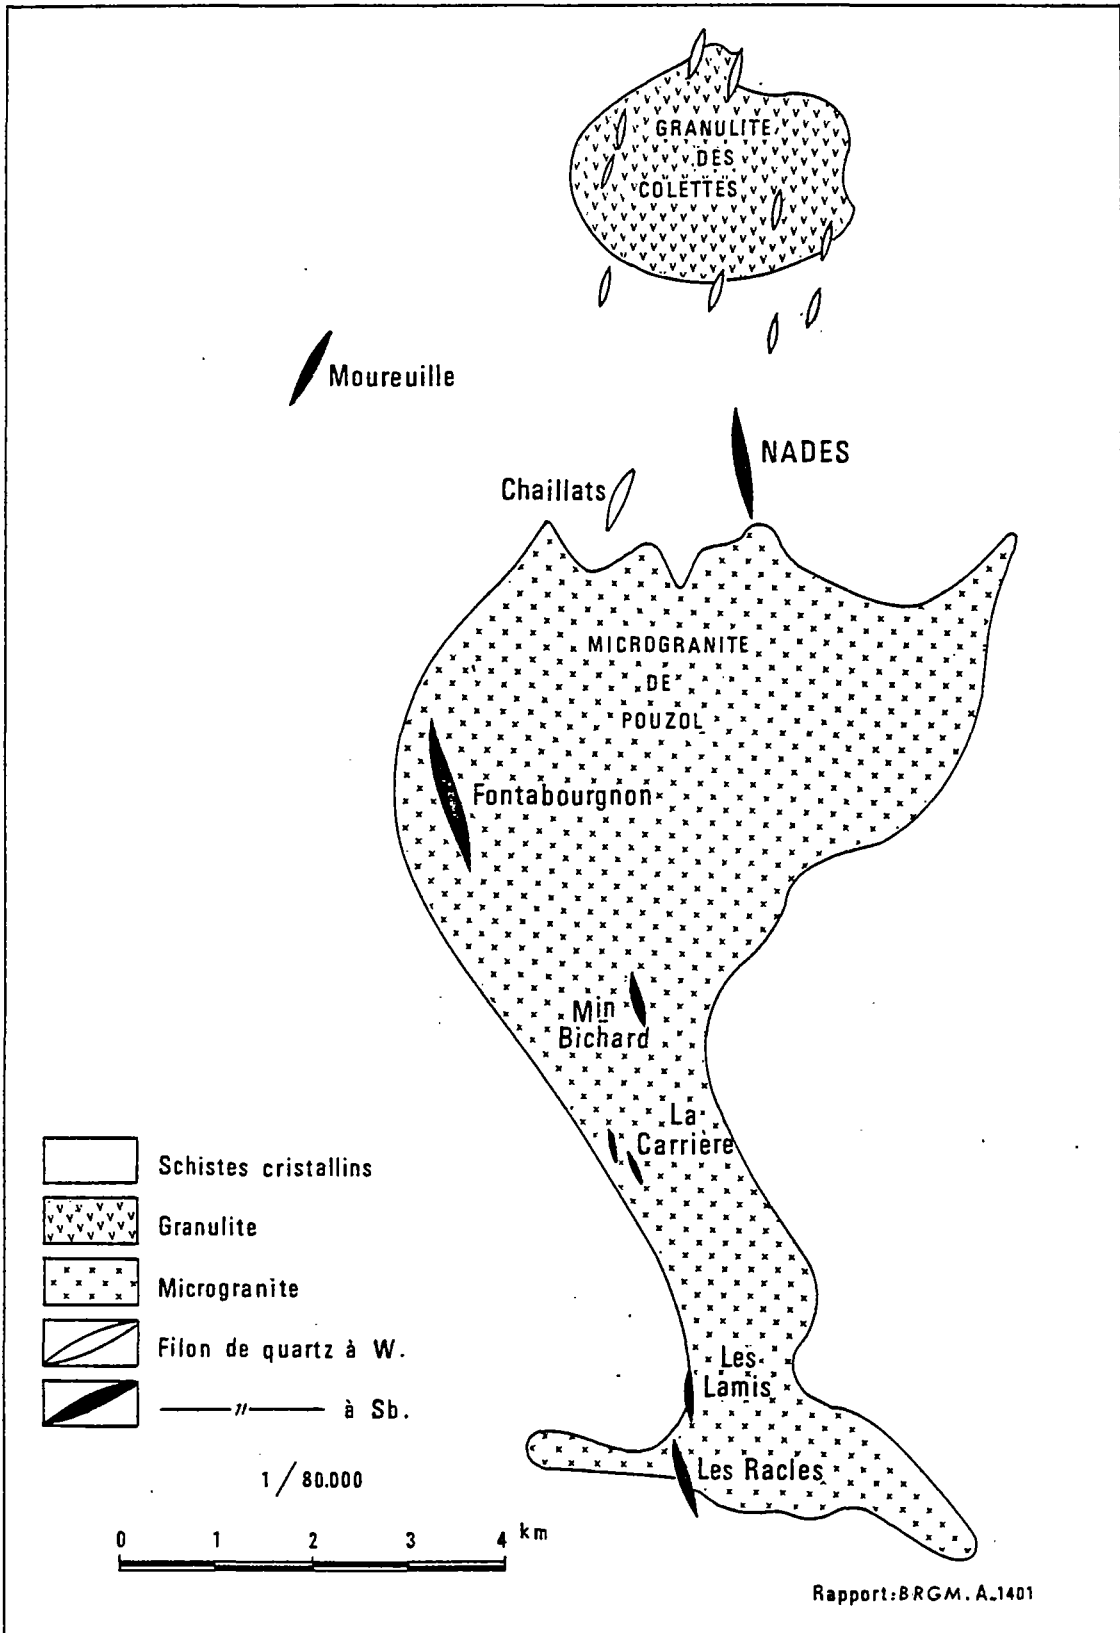 GRANULITE
DES
COLETTES
Moureuille
NADES
Chaillats
MICROGRANITE
DE
POUZOL
Fontabourgnon
Min
Bichard
La
Carrière
Schistes cristallins
Granulite
Microgranite
Filon de quartz à W.
—〃— à Sb.
Les
Lamis
Les Racles
1/80.000
0 1 2 3 4 km
Rapport: BRGM. A.1401